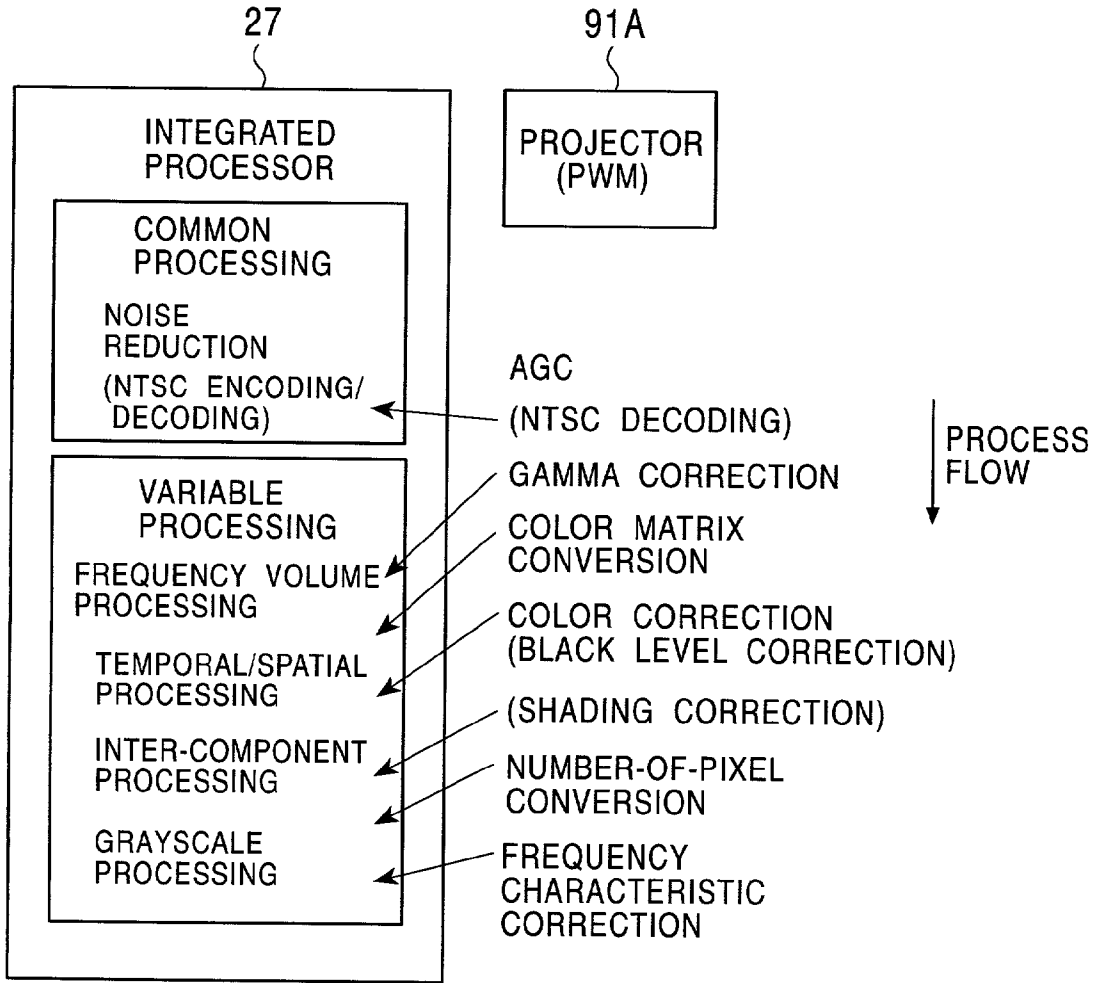 27
INTEGRATED
PROCESSOR
COMMON
PROCESSING
NOISE
REDUCTION
(NTSC ENCODING/
DECODING)
VARIABLE
PROCESSING
FREQUENCY VOLUME
PROCESSING
TEMPORAL/SPATIAL
PROCESSING
INTER-COMPONENT
PROCESSING
GRAYSCALE
PROCESSING
91A
PROJECTOR
(PWM)
AGC
(NTSC DECODING)
GAMMA CORRECTION
COLOR MATRIX
CONVERSION
COLOR CORRECTION
(BLACK LEVEL CORRECTION)
(SHADING CORRECTION)
NUMBER-OF-PIXEL
CONVERSION
FREQUENCY
CHARACTERISTIC
CORRECTION
PROCESS
FLOW